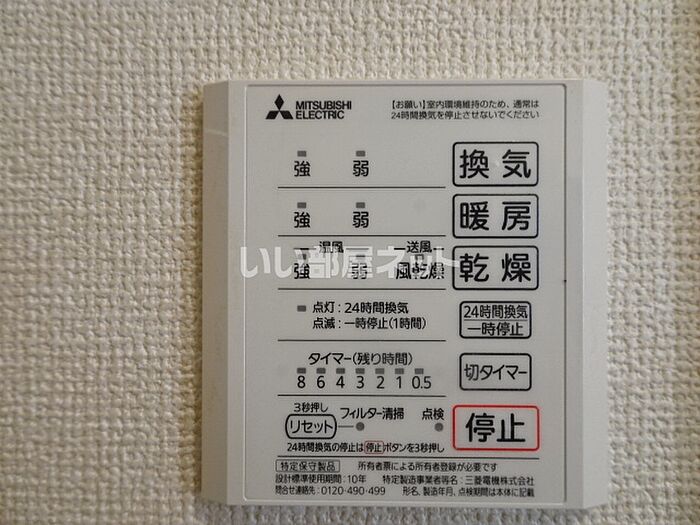 MITSUBISHI
ELECTRIC
【お願い】室内環境維持のため、通常は
24時間換気を停止させないでください
強 弱 換気
強 弱 暖房
温風 送風
強 弱 風乾燥 乾燥
いい部屋ネット
点灯:24時間換気
点滅:一時停止(1時間)
24時間換気
一時停止
タイマー(残り時間)
8 6 4 3 2 1 0.5
切タイマー
3秒押し
リセット フィルター清掃 点検
停止
24時間換気の停止は停止ボタンを3秒押し
特定保守製品 所有者票による所有者登録が必要です
設計標準使用期間:10年 特定製造事業者等名:三菱電機株式会社
問合せ連絡先:0120-490-499 形名、製造年月、点検期間は本体に記載